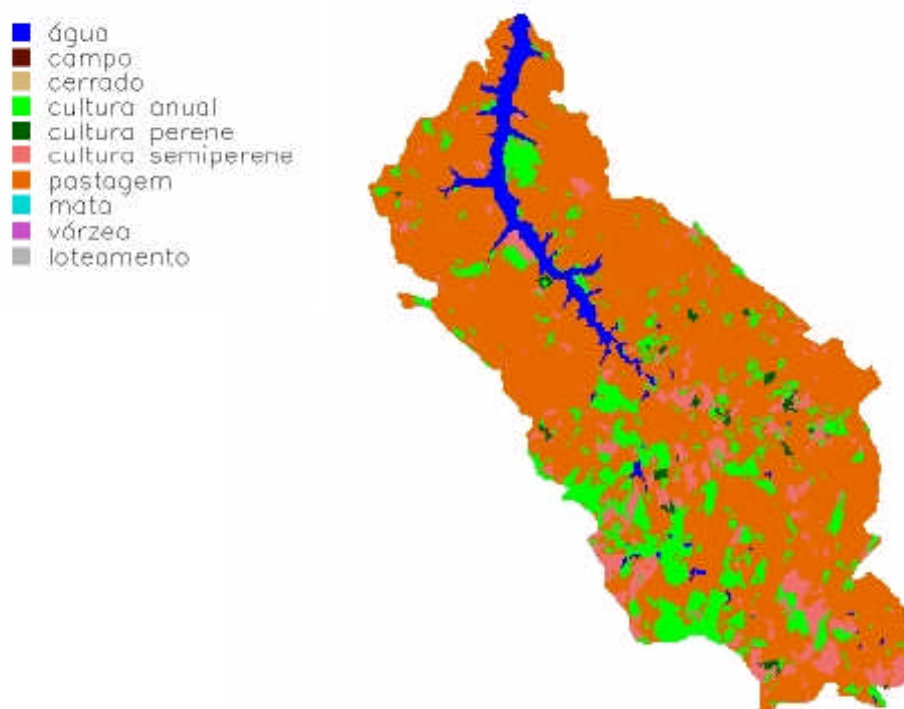 água
campo
cerrado
cultura anual
cultura perene
cultura semiperene
pastagem
mata
várzea
loteamento